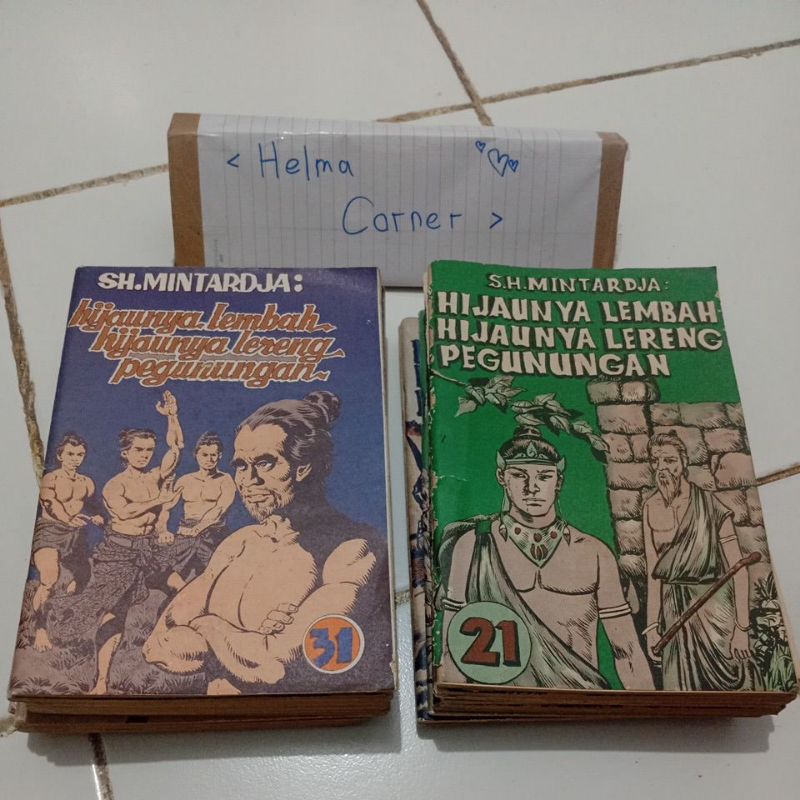 < Helma
Corner >
SH.MINTARDJA:
hijaunya lembah
hijaunya lereng
pegunungan
31
S.H.MINTARDJA:
HIJAUNYA LEMBAH
HIJAUNYA LERENG
PEGUNUNGAN
21